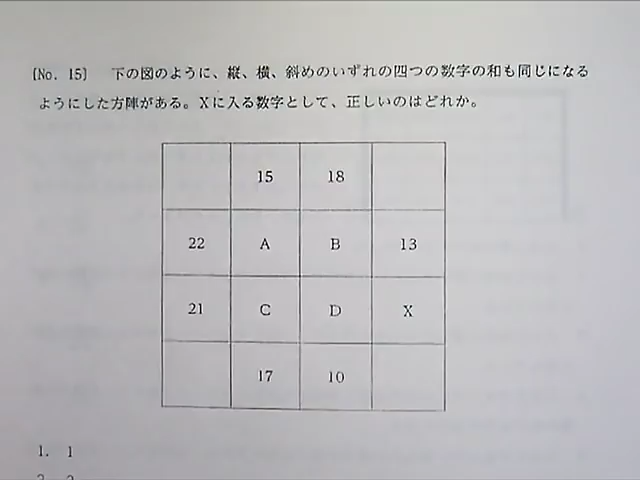 〔No. 15〕 下の図のように、縦、横、斜めのいずれの四つの数字の和も同じになる
ようにした方陣がある。Xに入る数字として、正しいのはどれか。
15 18
22 A B 13
21 C D X
17 10
1. 1